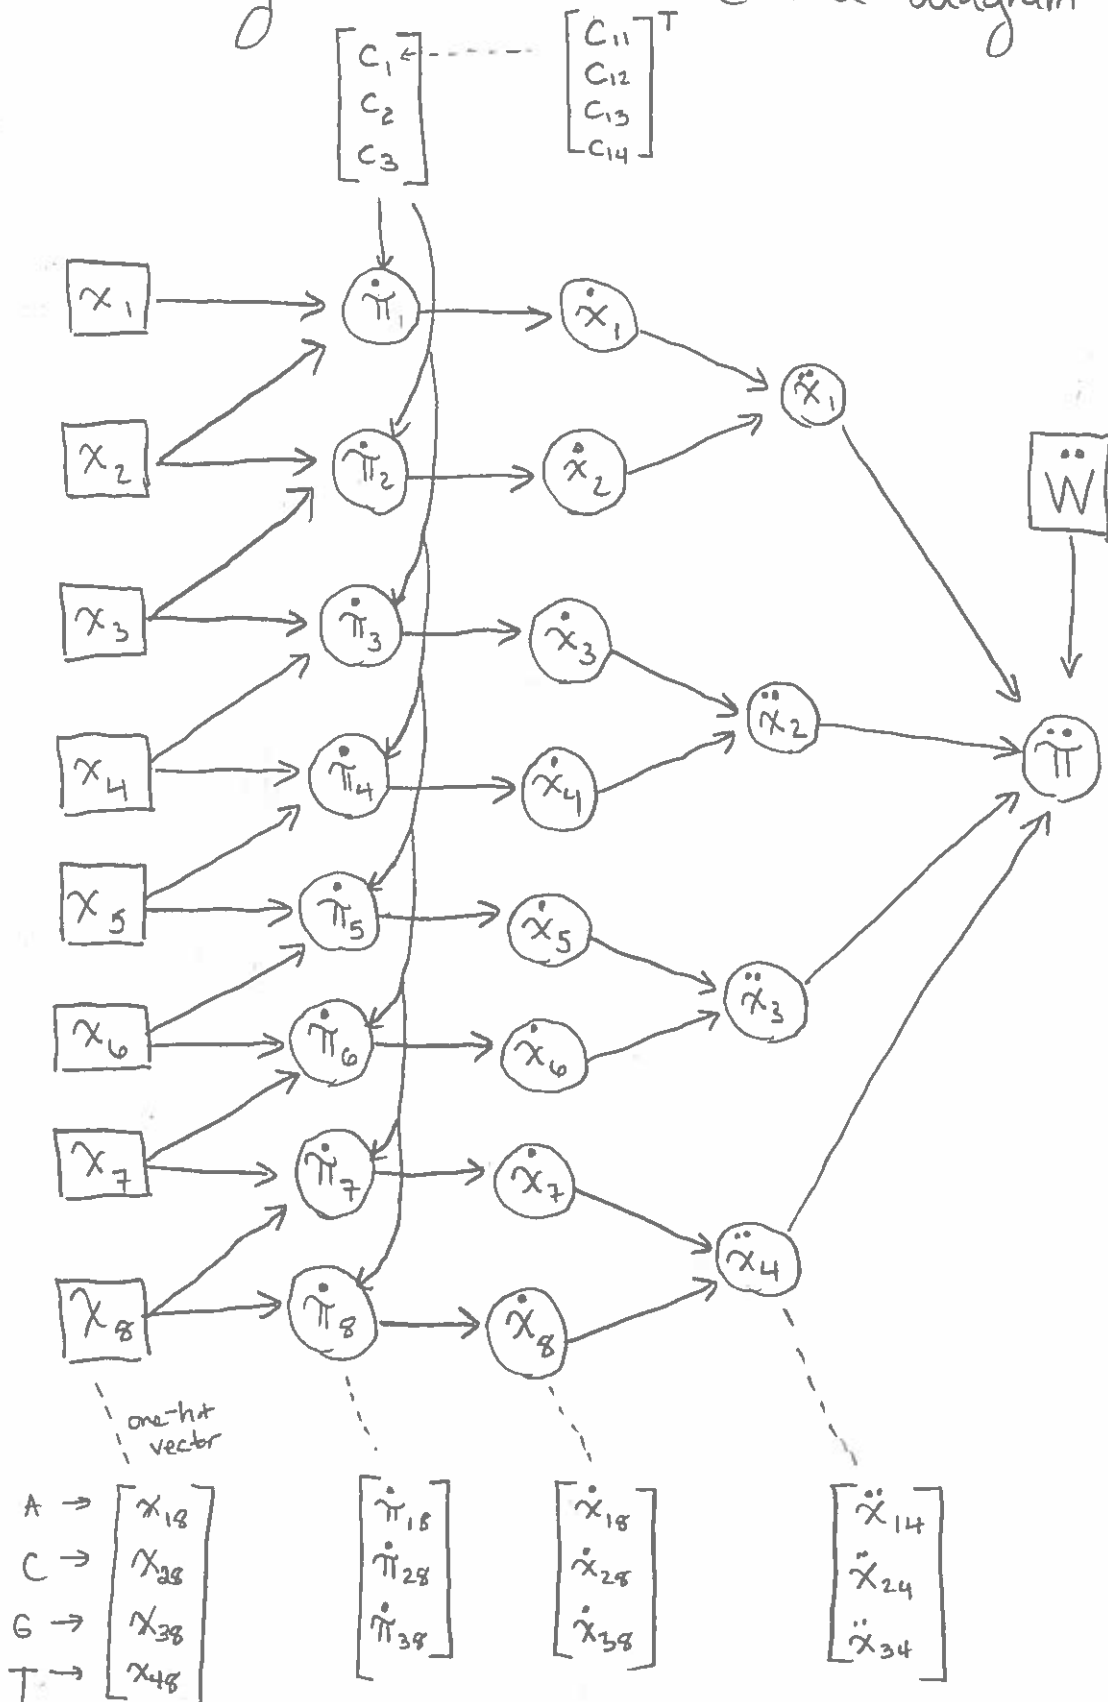 diagram
C₁
C₂
C₃
C₁₁ T
C₁₂
C₁₃
C₁₄
x₁
π̇₁
ẋ₁
ẍ₁
x₂
π̇₂
ẋ₂
Ẅ
x₃
π̇₃
ẋ₃
ẍ₂
π̈
x₄
π̇₄
ẋ₄
x₅
π̇₅
ẋ₅
ẍ₃
x₆
π̇₆
ẋ₆
x₇
π̇₇
ẋ₇
ẍ₄
x₈
π̇₈
ẋ₈
one-hot
vector
A → x₁₈
C → x₂₈
G → x₃₈
T → x₄₈
π̇₁₈
π̇₂₈
π̇₃₈
ẋ₁₈
ẋ₂₈
ẋ₃₈
ẍ₁₄
ẍ₂₄
ẍ₃₄